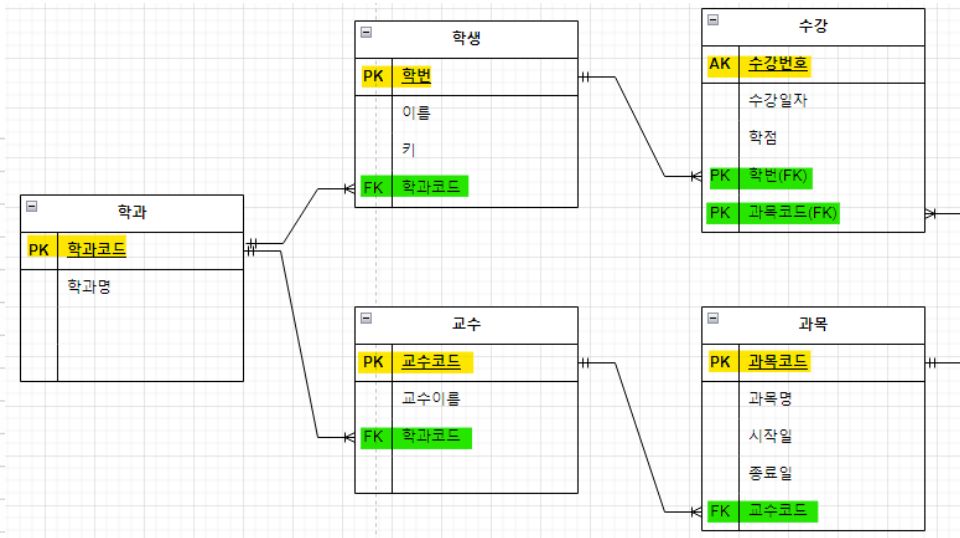 학과
PK 학과코드
학과명
학생
PK 학번
이름
키
FK 학과코드
교수
PK 교수코드
교수이름
FK 학과코드
수강
AK 수강번호
수강일자
학점
PK 학번(FK)
PK 과목코드(FK)
과목
PK 과목코드
과목명
시작일
종료일
FK 교수코드